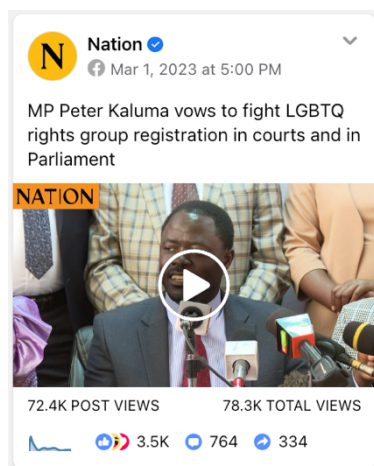 N
Nation
Mar 1, 2023 at 5:00 PM
MP Peter Kaluma vows to fight LGBTQ
rights group registration in courts and in
Parliament
NATION
72.4K POST VIEWS 78.3K TOTAL VIEWS
3.5K 764 334